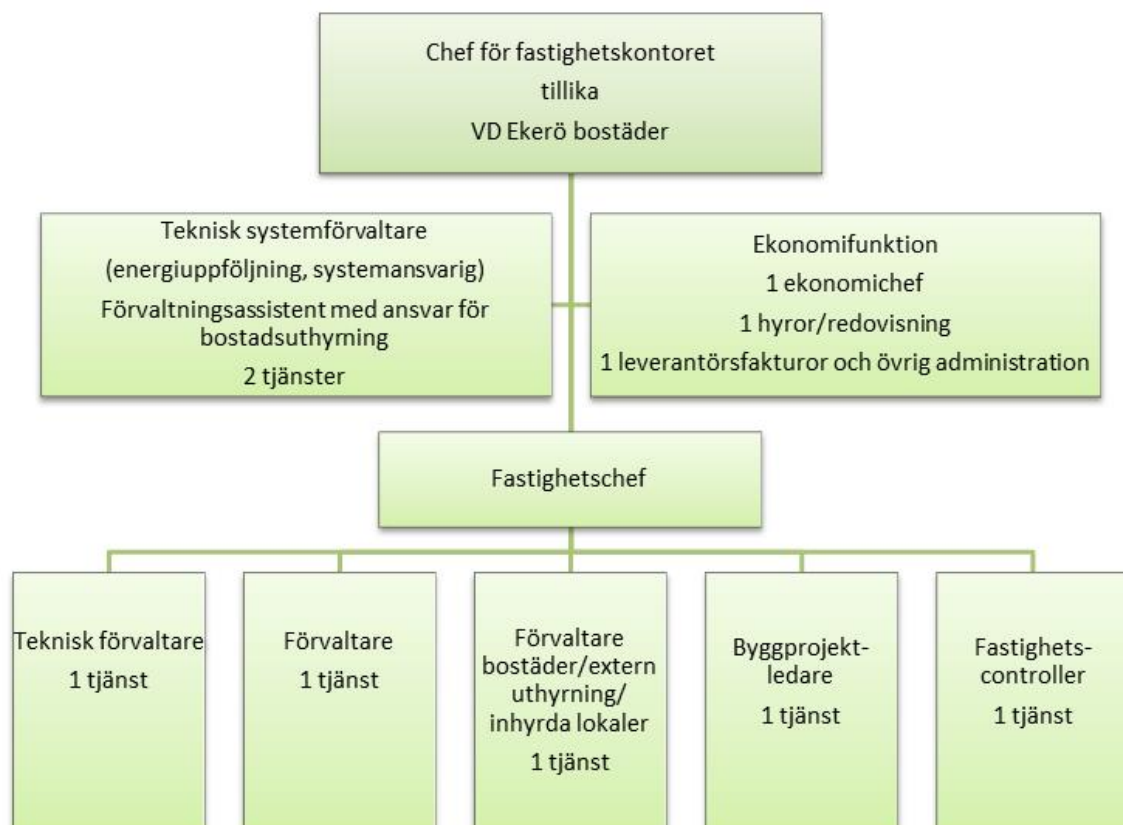 Chef för fastighetskontoret
tillika
VD Ekerö bostäder
Teknisk systemförvaltare
(energiuppföljning, systemansvarig)
Förvaltningsassistent med ansvar för
bostadsuthyrning
2 tjänster
Ekonomifunktion
1 ekonomichef
1 hyror/redovisning
1 leverantörsfakturor och övrig administration
Fastighetschef
Teknisk förvaltare
1 tjänst
Förvaltare
1 tjänst
Förvaltare
bostäder/extern
uthyrning/
inhyrda lokaler
1 tjänst
Byggprojekt-
ledare
1 tjänst
Fastighets-
controller
1 tjänst